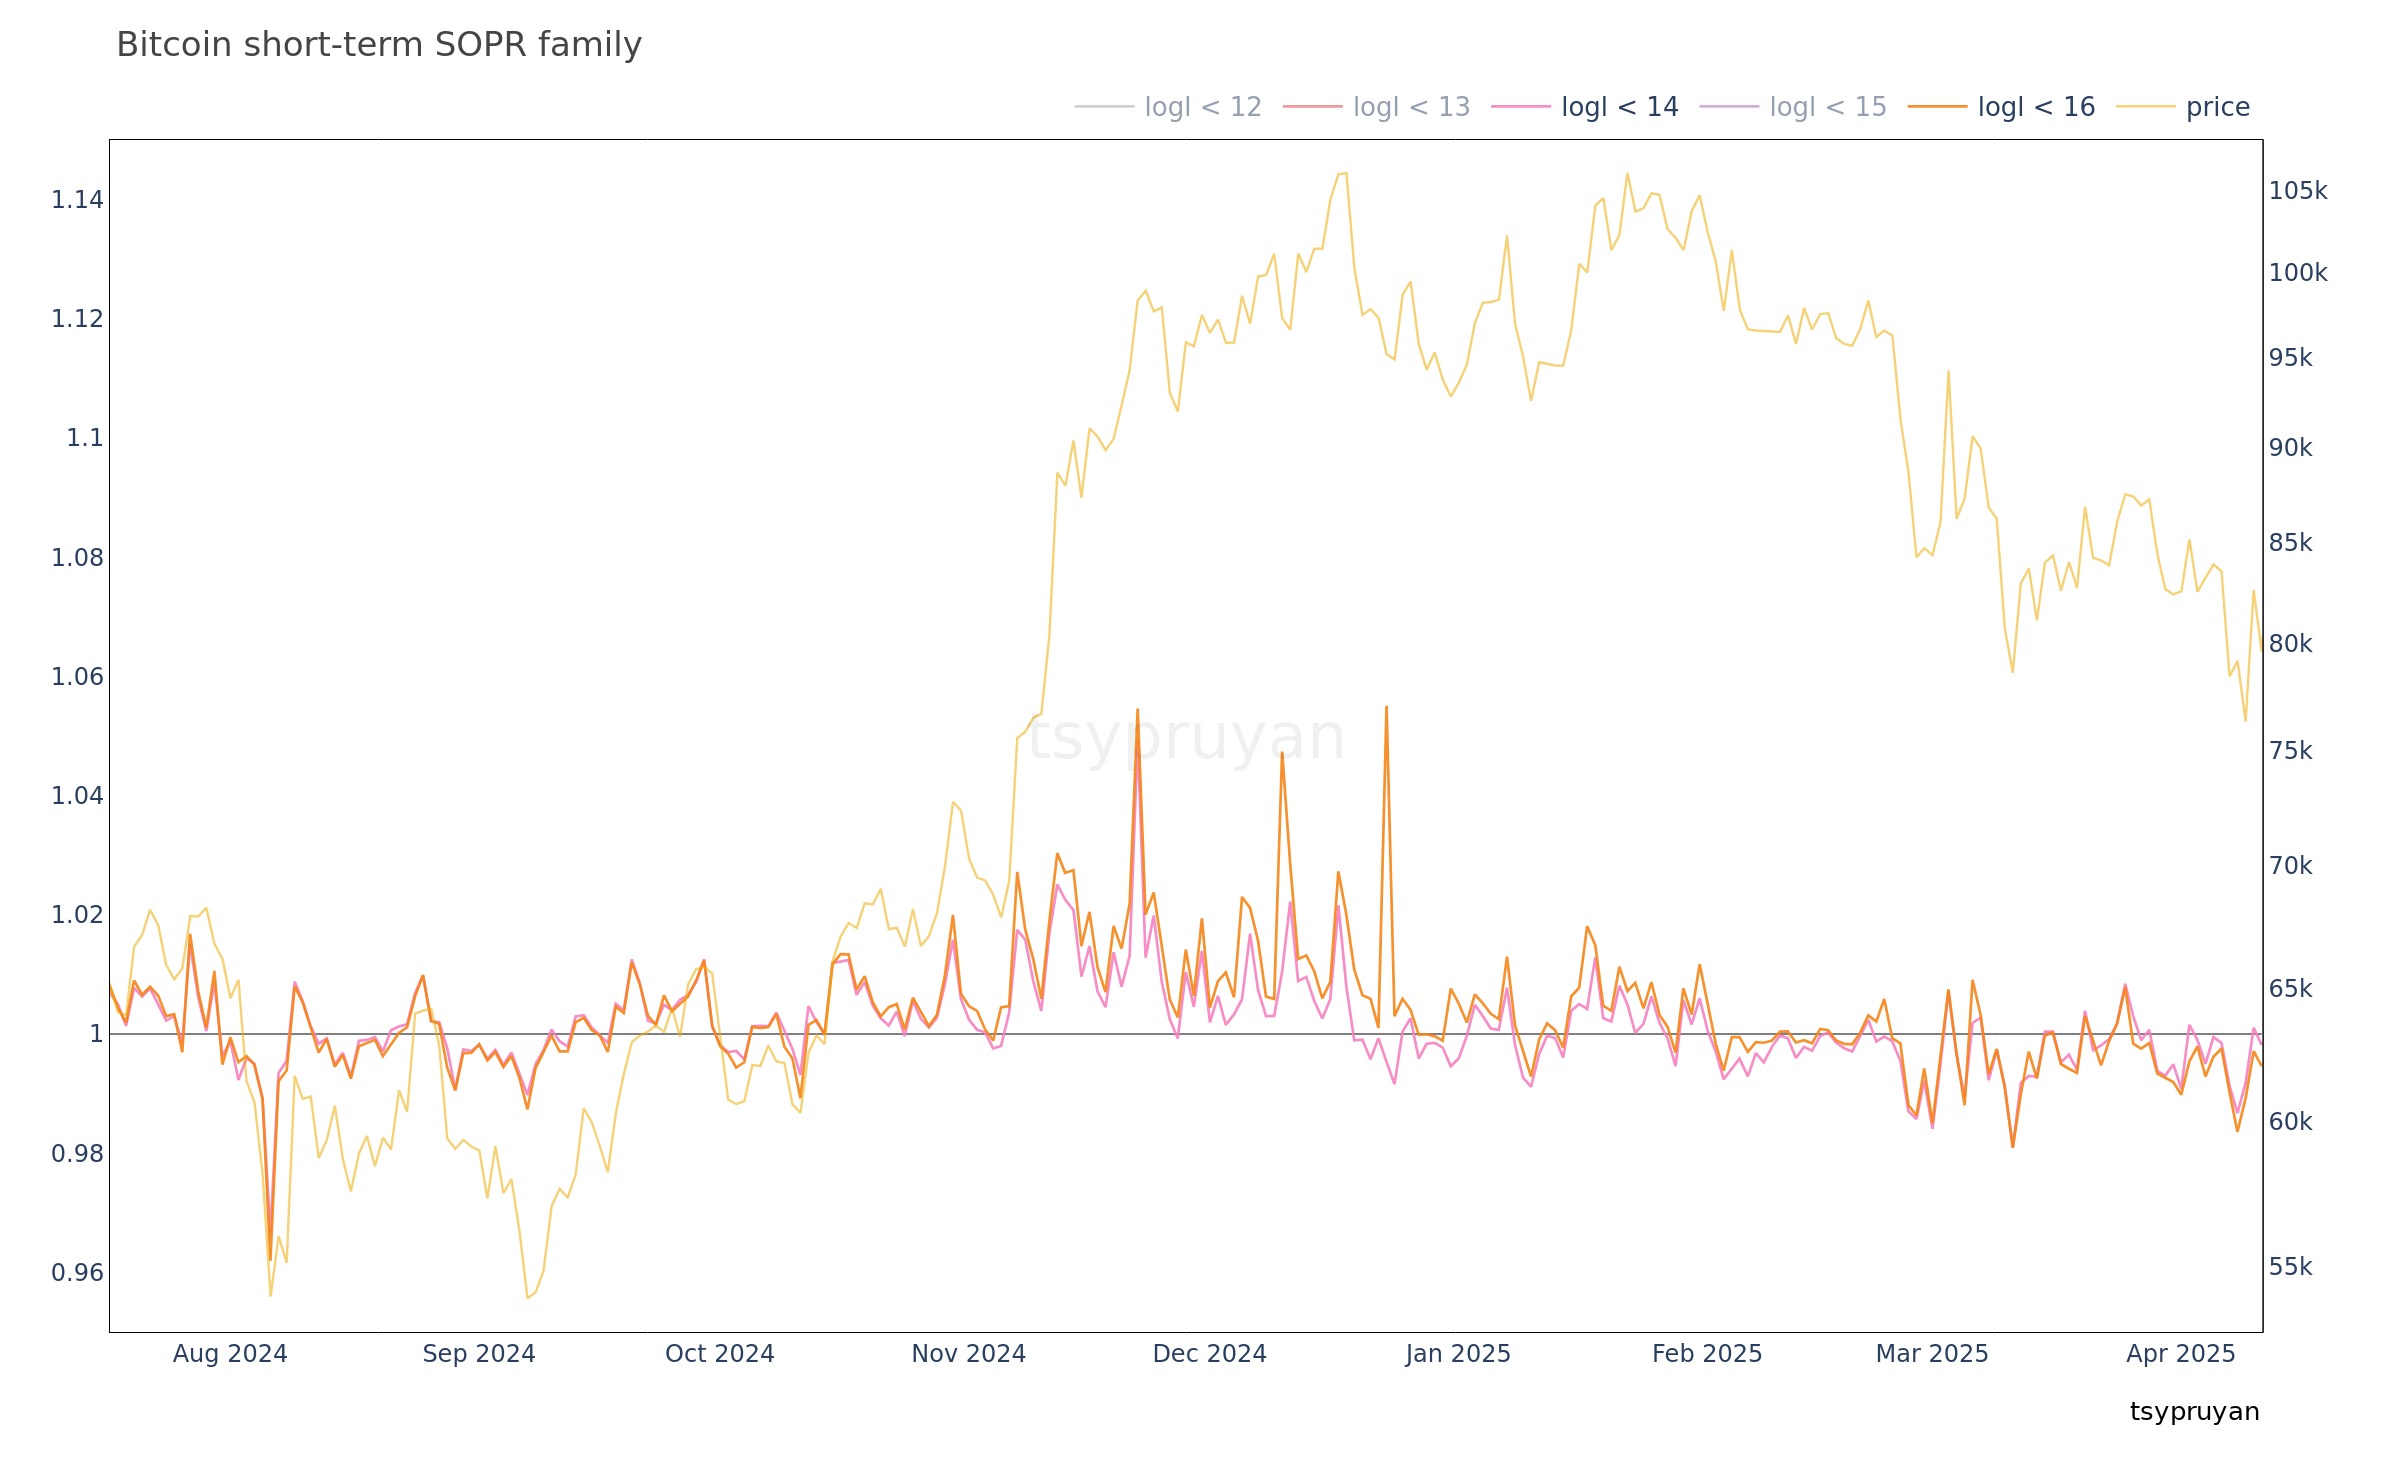 Bitcoin short-term SOPR family
logl < 12 logl < 13 logl < 14 logl < 15 logl < 16 price
1.14
1.12
1.1
1.08
1.06
1.04
1.02
1
0.98
0.96
105k
100k
95k
90k
85k
80k
75k
70k
65k
60k
55k
tsypruyan
Aug 2024 Sep 2024 Oct 2024 Nov 2024 Dec 2024 Jan 2025 Feb 2025 Mar 2025 Apr 2025
tsypruyan